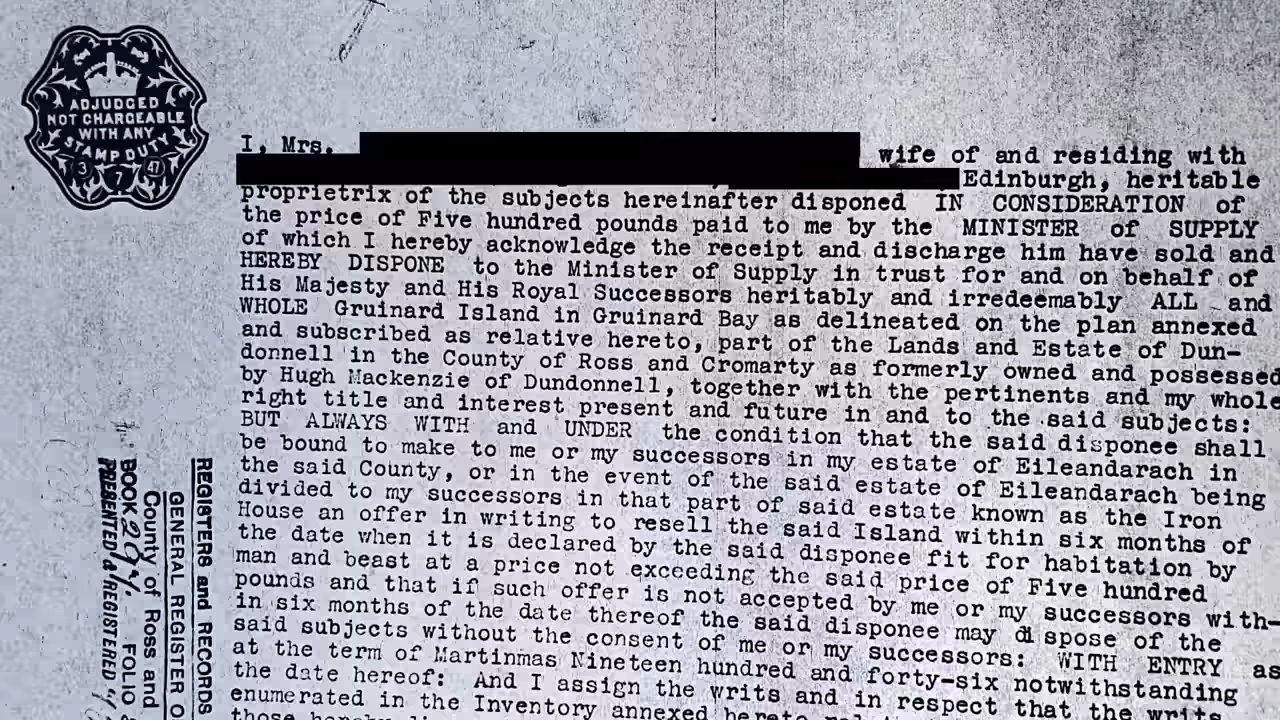 ADJUDGED
NOT CHARGEABLE
WITH ANY
STAMP DUTY
3 7 47
I, Mrs.
wife of and residing with
Edinburgh, heritable
proprietrix of the subjects hereinafter disponed IN CONSIDERATION of
the price of Five hundred pounds paid to me by the MINISTER of SUPPLY
of which I hereby acknowledge the receipt and discharge him have sold and
HEREBY DISPONE to the Minister of Supply in trust for and on behalf of
His Majesty and His Royal Successors heritably and irredeemably ALL and
WHOLE Gruinard Island in Gruinard Bay as delineated on the plan annexed
and subscribed as relative hereto, part of the Lands and Estate of Dun-
donnell in the County of Ross and Cromarty as formerly owned and possessed
by Hugh Mackenzie of Dundonnell, together with the pertinents and my whole
right title and interest present and future in and to the said subjects:
BUT ALWAYS WITH and UNDER the condition that the said disponee shall
be bound to make to me or my successors in my estate of Eileandarach in
the said County, or in the event of the said estate of Eileandarach being
divided to my successors in that part of said estate known as the Iron
House an offer in writing to resell the said Island within six months of
the date when it is declared by the said disponee fit for habitation by
man and beast at a price not exceeding the said price of Five hundred
pounds and that if such offer is not accepted by me or my successors with-
in six months of the date thereof the said disponee may dispose of the
said subjects without the consent of me or my successors: WITH ENTRY as
at the term of Martinmas Nineteen hundred and forty-six notwithstanding
the date hereof: And I assign the writs and in respect that the writs
enumerated in the Inventory annexed hereto
those
REGISTERS and RECORDS
GENERAL REGISTER O
County of Ross and
BOOK FOLIO
PRESENTED & REGISTERED